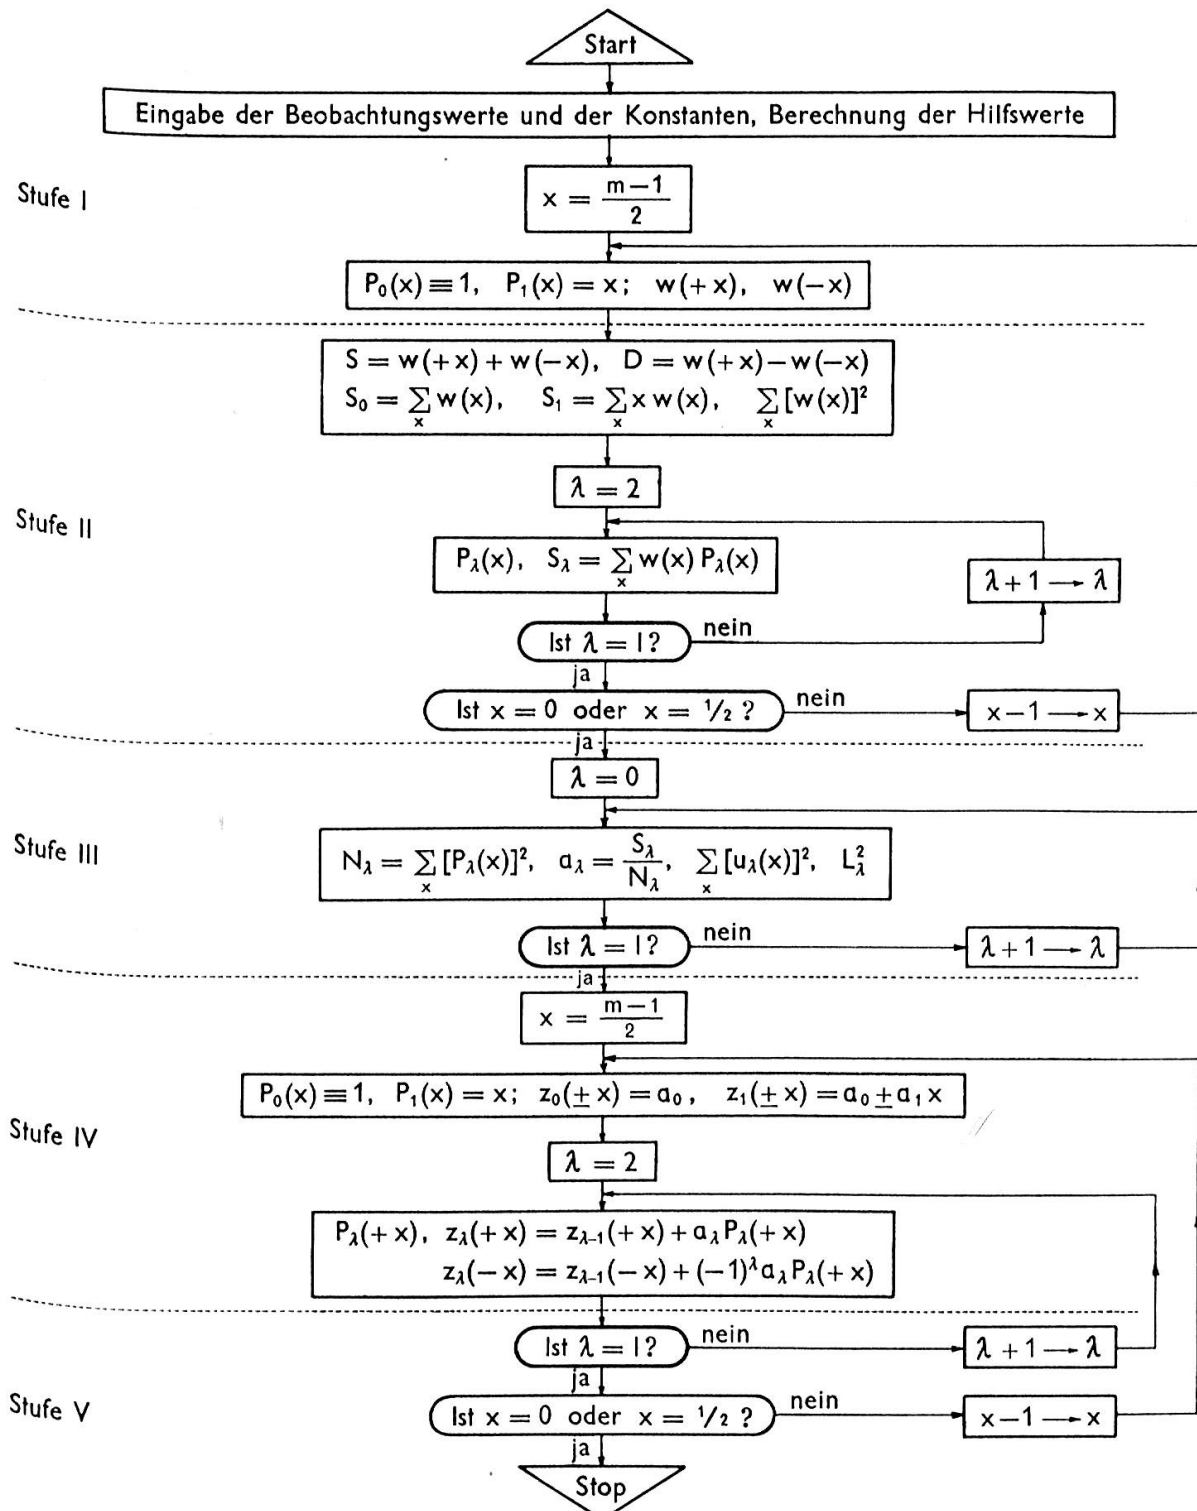 Start
Eingabe der Beobachtungswerte und der Konstanten, Berechnung der Hilfswerte
Stufe I
x = (m−1)/2
P₀(x) ≡ 1, P₁(x) = x; w(+x), w(−x)
S = w(+x) + w(−x), D = w(+x) − w(−x)
S₀ = ∑ₓ w(x), S₁ = ∑ₓ x w(x), ∑ₓ [w(x)]²
λ = 2
Stufe II
P_λ(x), S_λ = ∑ₓ w(x) P_λ(x)
λ + 1 → λ
Ist λ = l?
nein
ja
Ist x = 0 oder x = ½ ?
nein
x − 1 → x
ja
λ = 0
Stufe III
N_λ = ∑ₓ [P_λ(x)]², a_λ = S_λ/N_λ, ∑ₓ [u_λ(x)]², L²_λ
Ist λ = l?
nein
λ + 1 → λ
ja
x = (m−1)/2
P₀(x) ≡ 1, P₁(x) = x; z₀(± x) = a₀, z₁(± x) = a₀ ± a₁x
Stufe IV
λ = 2
P_λ(+x), z_λ(+x) = z_λ₋₁(+x) + a_λ P_λ(+x)
z_λ(−x) = z_λ₋₁(−x) + (−1)^λ a_λ P_λ(+x)
Ist λ = l?
nein
λ + 1 → λ
ja
Stufe V
Ist x = 0 oder x = ½ ?
nein
x − 1 → x
ja
Stop